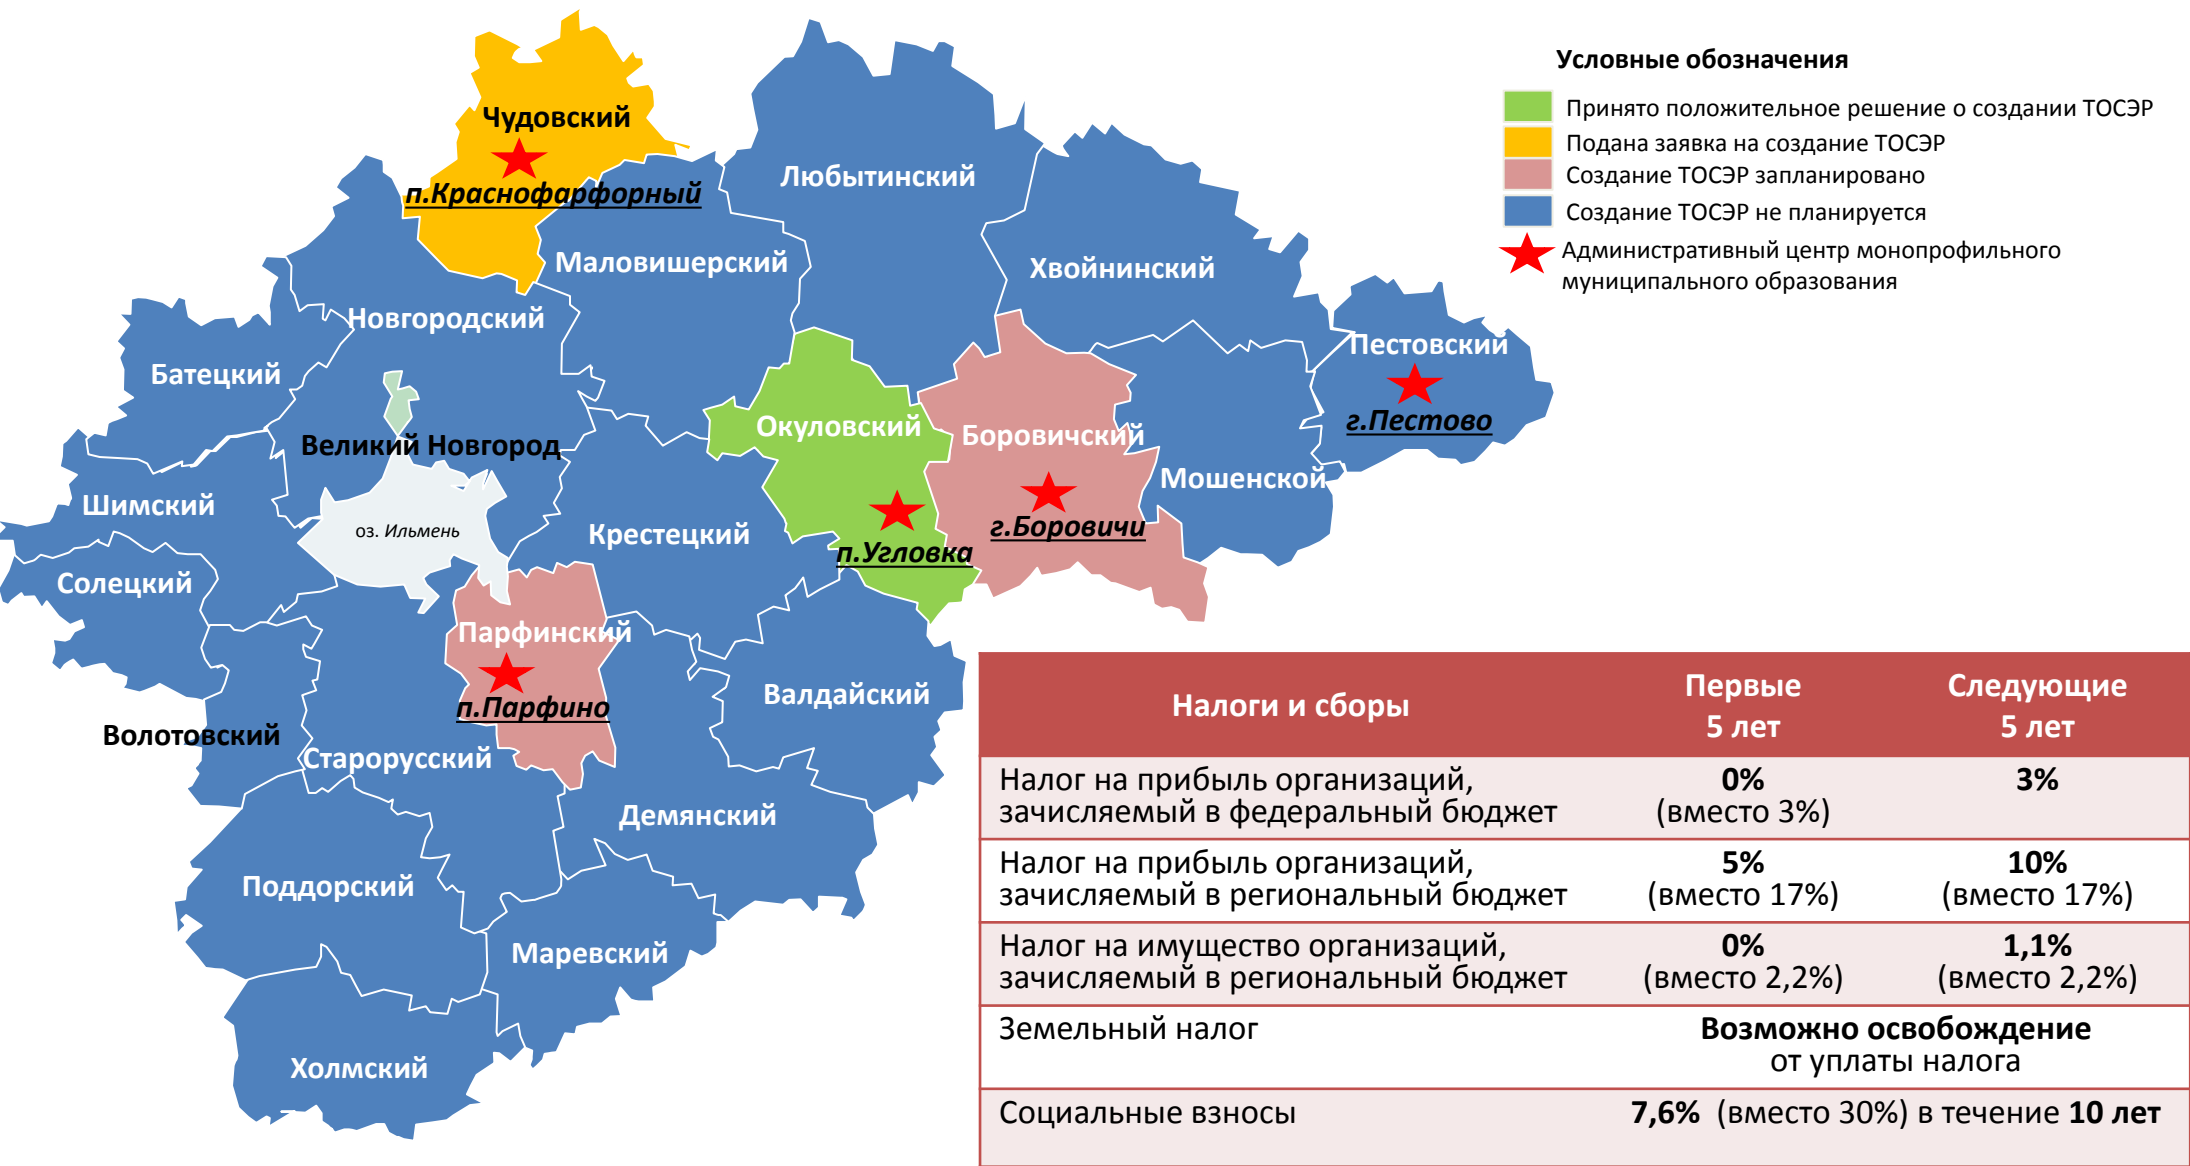 Условные обозначения
Принято положительное решение о создании ТОСЭР
Подана заявка на создание ТОСЭР
Создание ТОСЭР запланировано
Создание ТОСЭР не планируется
Административный центр монопрофильного
муниципального образования
Чудовский
п.Краснофарфорный
Любытинский
Маловишерский
Хвойнинский
Новгородский
Пестовский
г.Пестово
Батецкий
Окуловский
Боровичский
Великий Новгород
Мошенской
Шимский
оз. Ильмень
Крестецкий
г.Боровичи
п.Угловка
Солецкий
Парфинский
п.Парфино
Валдайский
Волотовский
Старорусский
Демянский
Поддорский
Маревский
Холмский
Налоги и сборы
Первые
5 лет
Следующие
5 лет
Налог на прибыль организаций,
зачисляемый в федеральный бюджет
0%
(вместо 3%)
3%
Налог на прибыль организаций,
зачисляемый в региональный бюджет
5%
(вместо 17%)
10%
(вместо 17%)
Налог на имущество организаций,
зачисляемый в региональный бюджет
0%
(вместо 2,2%)
1,1%
(вместо 2,2%)
Земельный налог
Возможно освобождение
от уплаты налога
Социальные взносы
7,6% (вместо 30%) в течение 10 лет